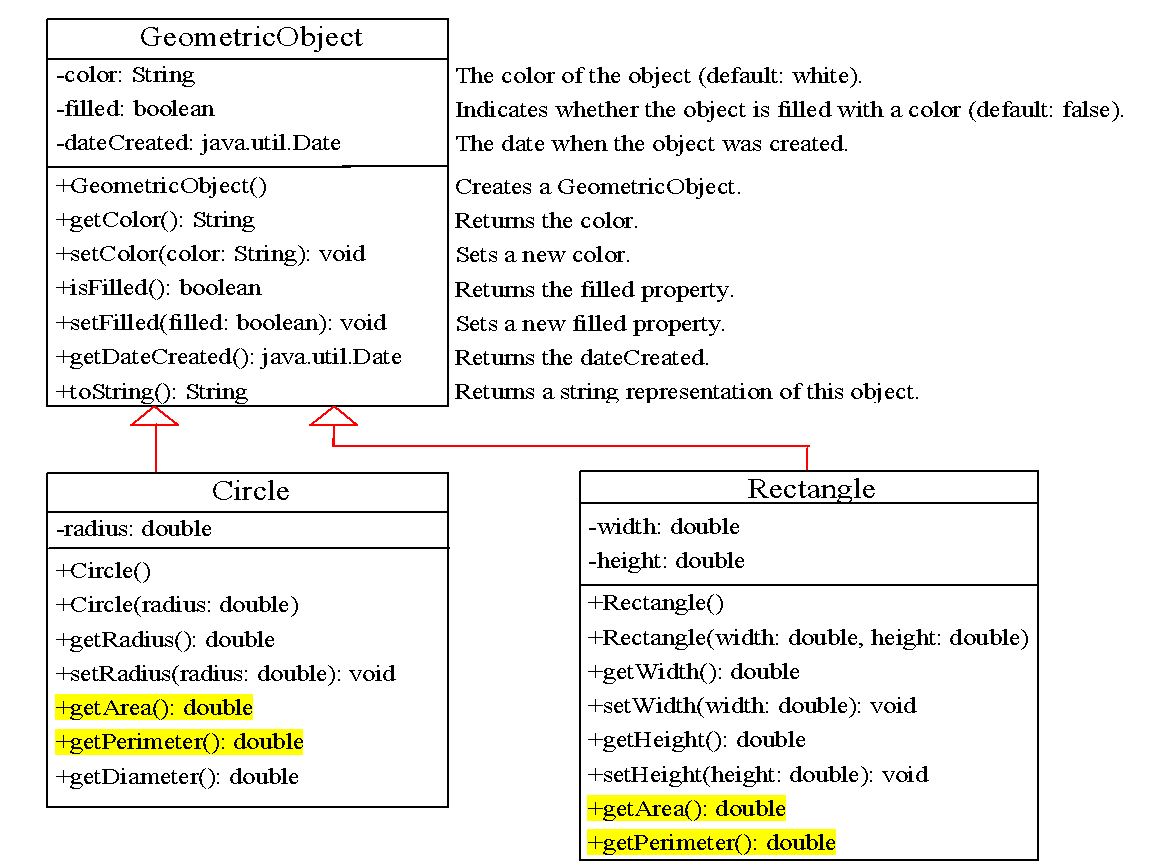 GeometricObject
-color: String
The color of the object (default: white).
-filled: boolean
Indicates whether the object is filled with a color (default: false).
-dateCreated: java.util.Date
The date when the object was created.
+GeometricObject()
Creates a GeometricObject.
+getColor(): String
Returns the color.
+setColor(color: String): void
Sets a new color.
+isFilled(): boolean
Returns the filled property.
+setFilled(filled: boolean): void
Sets a new filled property.
+getDateCreated(): java.util.Date
Returns the dateCreated.
+toString(): String
Returns a string representation of this object.
Circle
-radius: double
+Circle()
+Circle(radius: double)
+getRadius(): double
+setRadius(radius: double): void
+getArea(): double
+getPerimeter(): double
+getDiameter(): double
Rectangle
-width: double
-height: double
+Rectangle()
+Rectangle(width: double, height: double)
+getWidth(): double
+setWidth(width: double): void
+getHeight(): double
+setHeight(height: double): void
+getArea(): double
+getPerimeter(): double